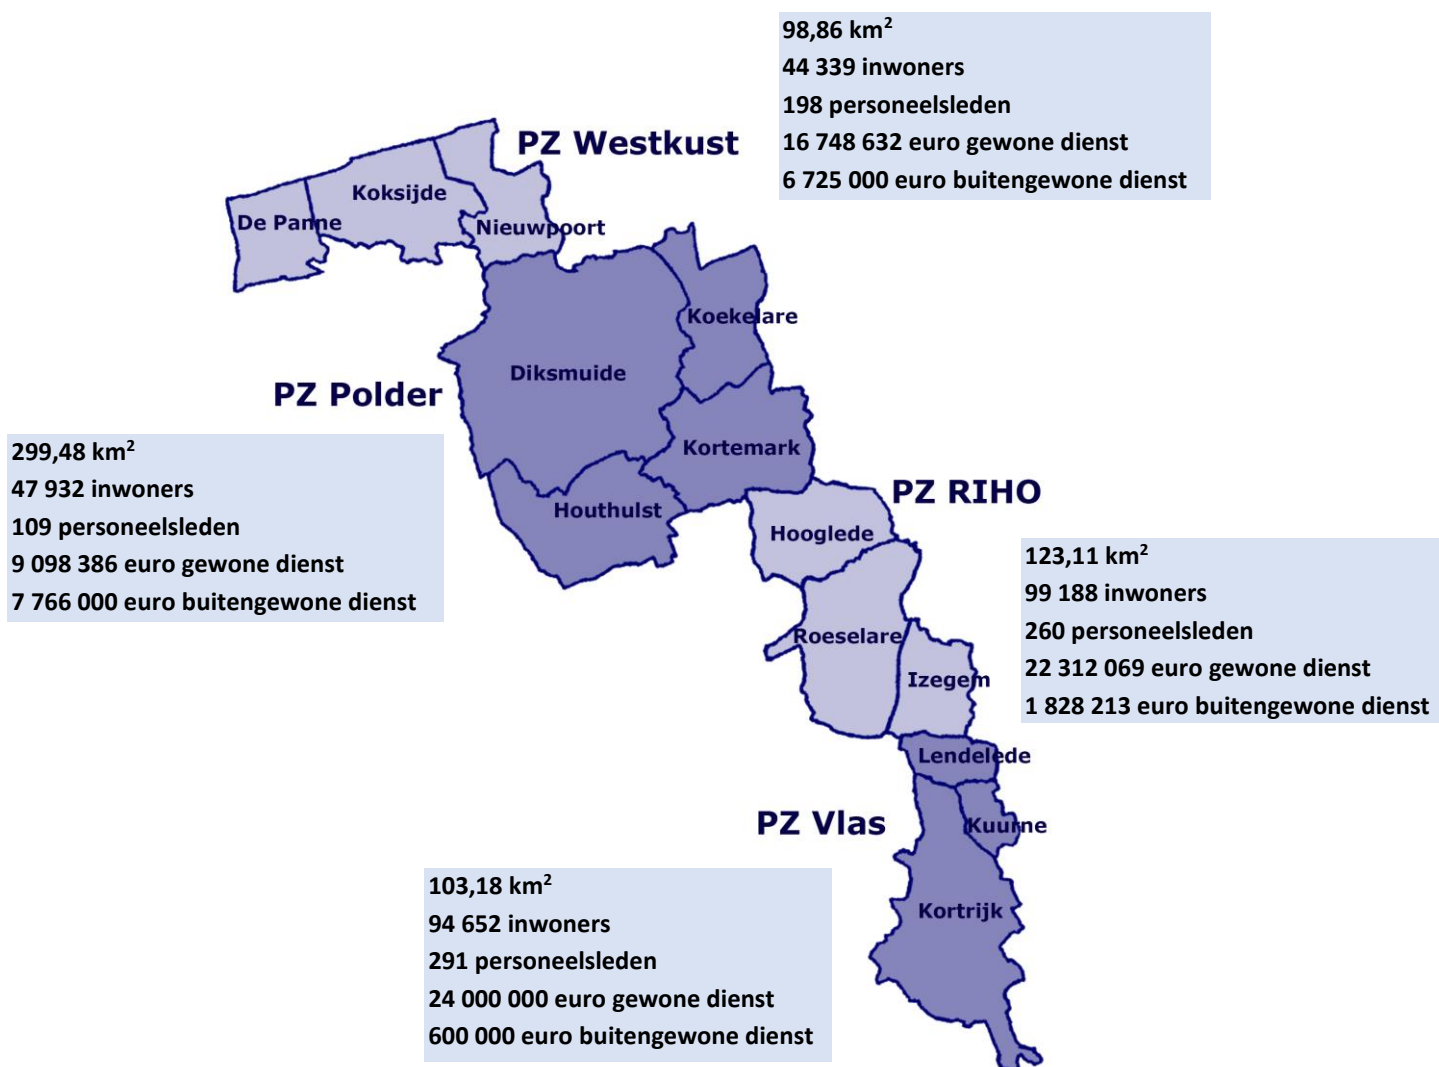 98,86 km²
44 339 inwoners
198 personeelsleden
16 748 632 euro gewone dienst
6 725 000 euro buitengewone dienst
PZ Westkust
Koksijde
De Panne
Nieuwpoort
Koekelare
Diksmuide
PZ Polder
Kortemark
299,48 km²
47 932 inwoners
109 personeelsleden
9 098 386 euro gewone dienst
7 766 000 euro buitengewone dienst
Houthulst
PZ RIHO
Hooglede
123,11 km²
99 188 inwoners
260 personeelsleden
22 312 069 euro gewone dienst
1 828 213 euro buitengewone dienst
Roeselare
Izegem
Lendelede
PZ Vlas
Kuurne
Kortrijk
103,18 km²
94 652 inwoners
291 personeelsleden
24 000 000 euro gewone dienst
600 000 euro buitengewone dienst